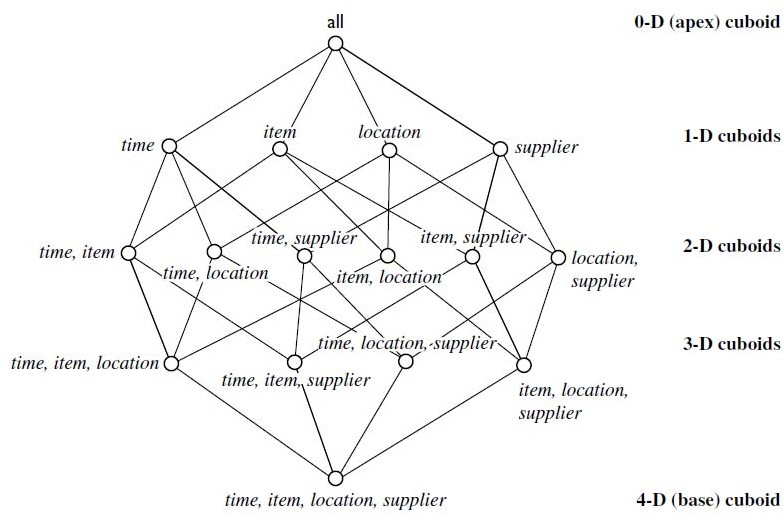 all
0-D (apex) cuboid
time
item
location
supplier
1-D cuboids
time, item
time, location
time, supplier
item, location
item, supplier
location,
supplier
2-D cuboids
time, item, location
time, item, supplier
time, location, supplier
item, location,
supplier
3-D cuboids
time, item, location, supplier
4-D (base) cuboid